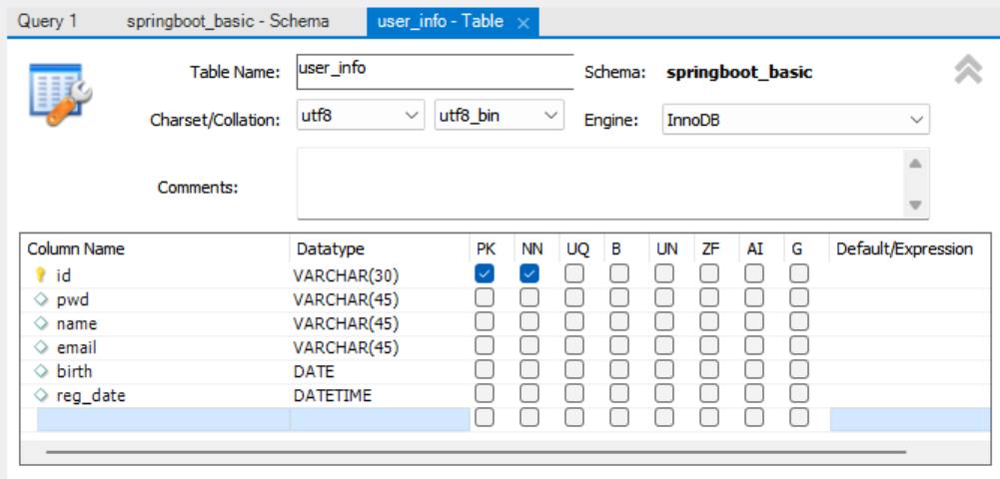 Query 1 springboot_basic - Schema user_info - Table ×
Table Name: user_info Schema: springboot_basic
Charset/Collation: utf8 utf8_bin Engine: InnoDB
Comments:
Column Name Datatype PK NN UQ B UN ZF AI G Default/Expression
id VARCHAR(30)
pwd VARCHAR(45)
name VARCHAR(45)
email VARCHAR(45)
birth DATE
reg_date DATETIME